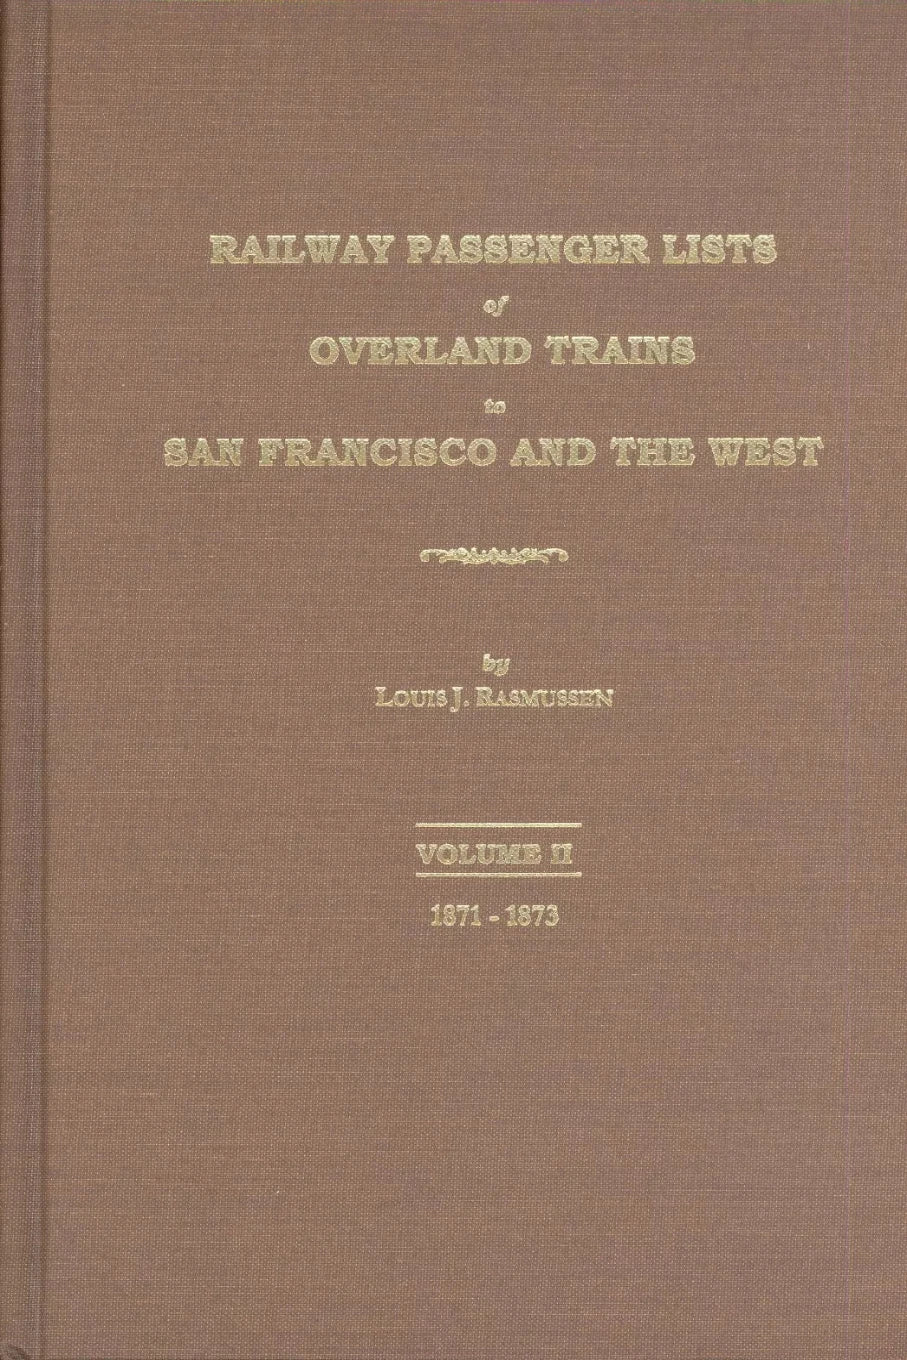 RAILWAY PASSENGER LISTS
of
OVERLAND TRAINS
to
SAN FRANCISCO AND THE WEST
by
LOUIS J. RASMUSSEN
VOLUME II
1871 - 1873